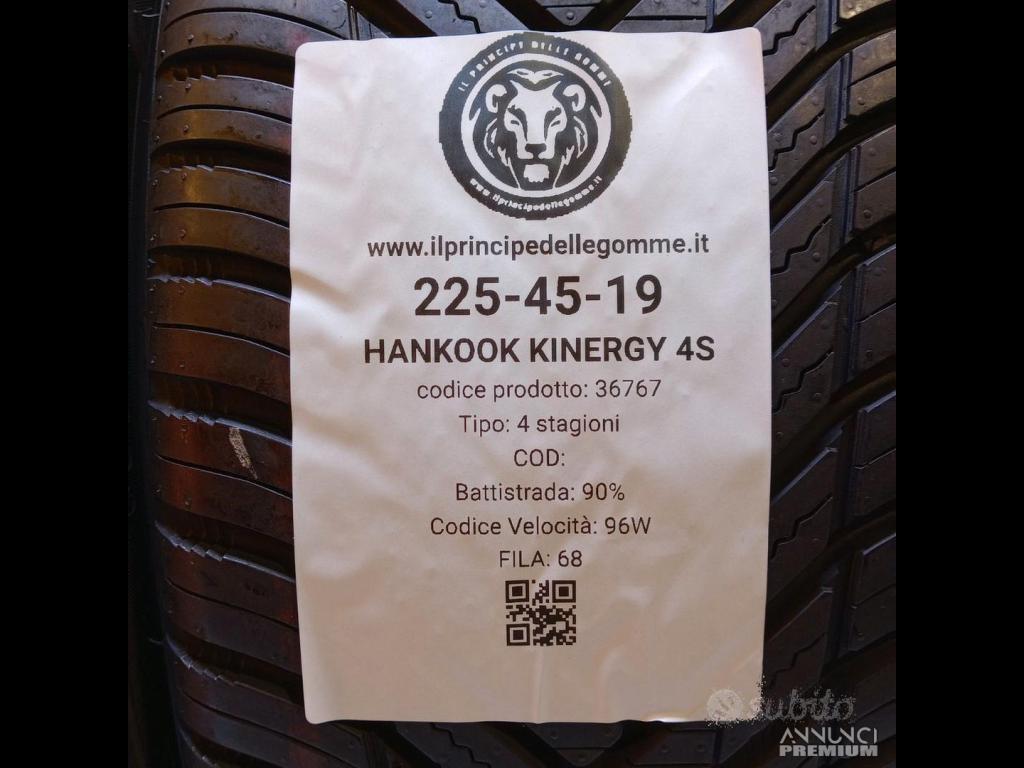 IL PRINCIPE DELLE GOMME
www.ilprincipedellegomme.it
www.ilprincipedellegomme.it
225-45-19
HANKOOK KINERGY 4S
codice prodotto: 36767
Tipo: 4 stagioni
COD:
Battistrada: 90%
Codice Velocità: 96W
FILA: 68
subito
ANNUNCI
PREMIUM